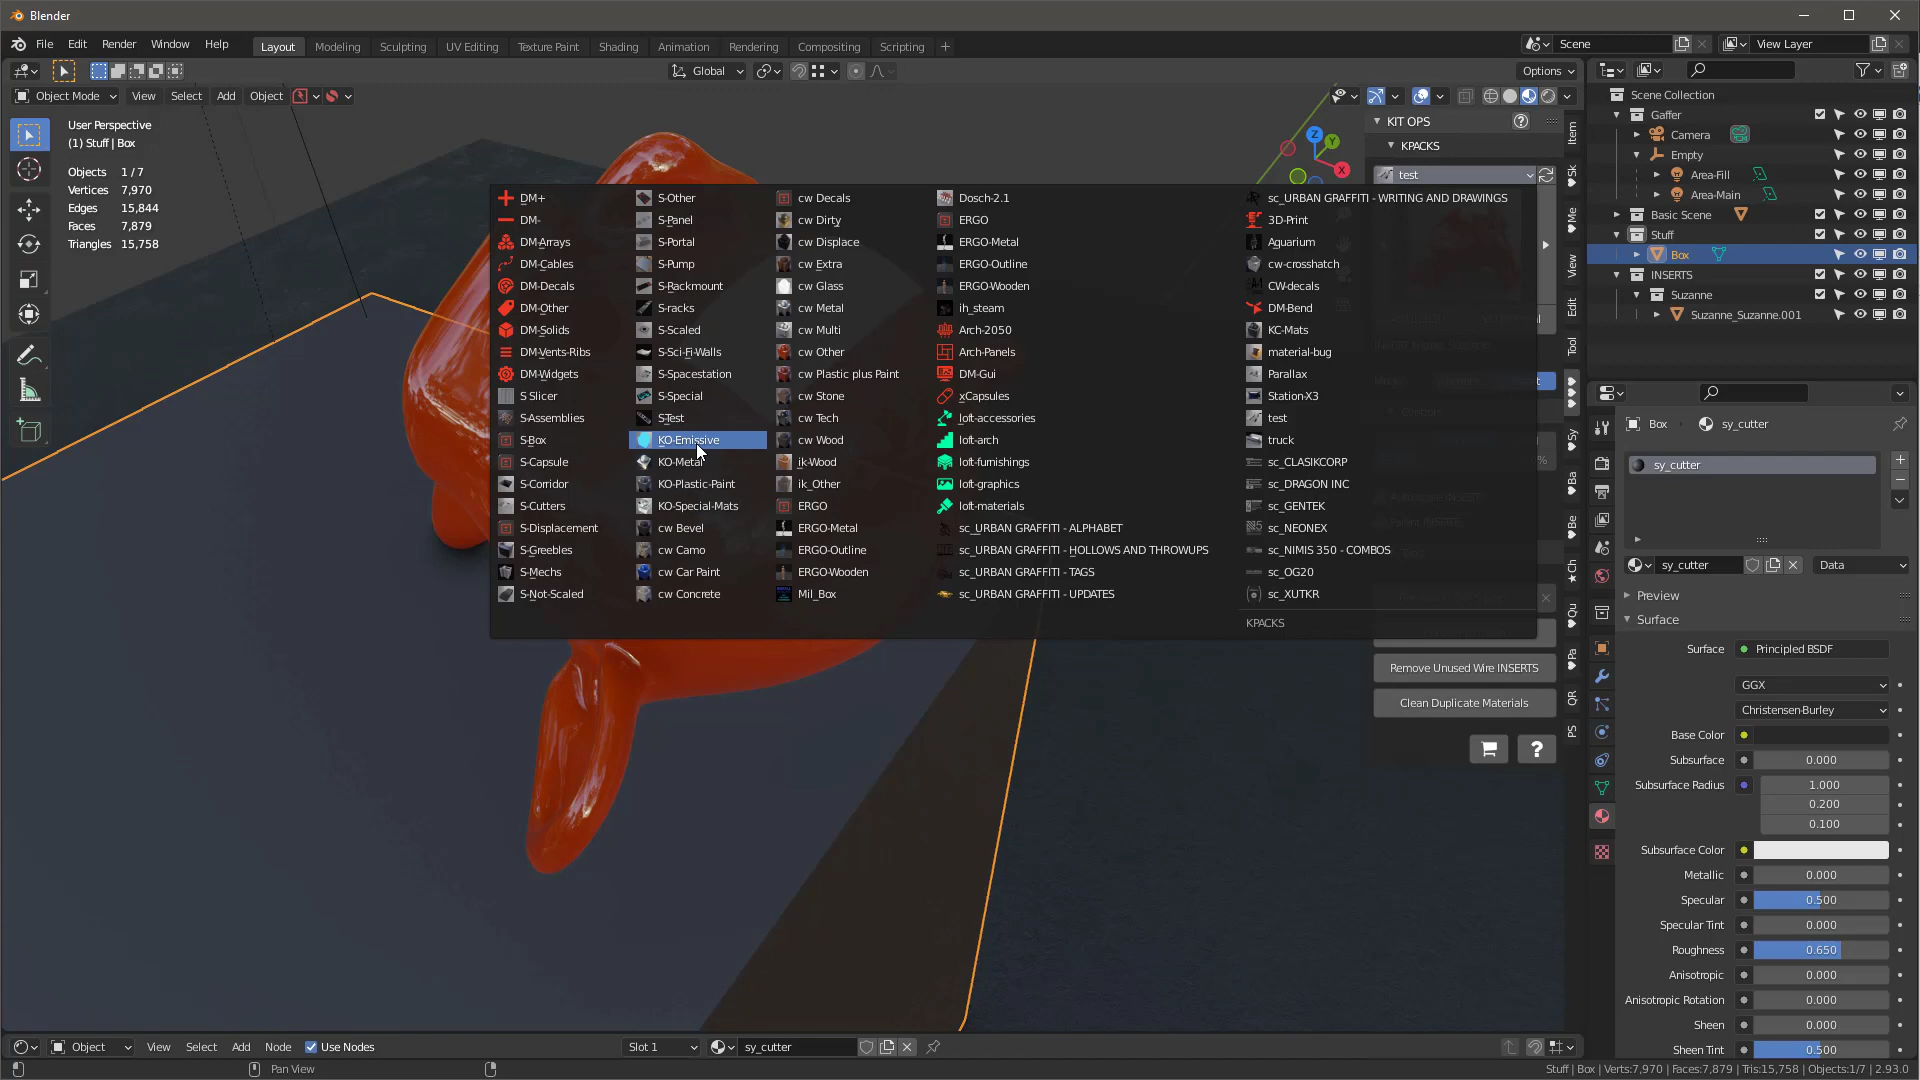 Blender
File Edit Render Window Help
Layout Modeling Sculpting UV Editing Texture Paint Shading Animation Rendering Compositing Scripting +
Scene
View Layer
Global
Options
Object Mode View Select Add Object
User Perspective
(1) Stuff | Box
Objects 1 / 7
Vertices 7,970
Edges 15,844
Faces 7,879
Triangles 15,758
Z
Y
X
KIT OPS
KPACKS
test
DM+
DM-
DM-Arrays
DM-Cables
DM-Decals
DM-Other
DM-Solids
DM-Vents-Ribs
DM-Widgets
S Slicer
S-Assemblies
S-Box
S-Capsule
S-Corridor
S-Cutters
S-Displacement
S-Greebles
S-Mechs
S-Not-Scaled
S-Other
S-Panel
S-Portal
S-Pump
S-Rackmount
S-racks
S-Scaled
S-Sci-Fi-Walls
S-Spacestation
S-Special
S-Test
KO-Emissive
KO-Metal
KO-Plastic-Paint
KO-Special-Mats
cw Bevel
cw Camo
cw Car Paint
cw Concrete
cw Decals
cw Dirty
cw Displace
cw Extra
cw Glass
cw Metal
cw Multi
cw Other
cw Plastic plus Paint
cw Stone
cw Tech
cw Wood
ik-Wood
ik_Other
ERGO
ERGO-Metal
ERGO-Outline
ERGO-Wooden
Mil_Box
Dosch-2.1
ERGO
ERGO-Metal
ERGO-Outline
ERGO-Wooden
ih_steam
Arch-2050
Arch-Panels
DM-Gui
xCapsules
loft-accessories
loft-arch
loft-furnishings
loft-graphics
loft-materials
sc_URBAN GRAFFITI - ALPHABET
sc_URBAN GRAFFITI - HOLLOWS AND THROWUPS
sc_URBAN GRAFFITI - TAGS
sc_URBAN GRAFFITI - UPDATES
sc_URBAN GRAFFITI - WRITING AND DRAWINGS
3D-Print
Aquarium
cw-crosshatch
CW-decals
DM-Bend
KC-Mats
material-bug
Parallax
Station-X3
test
truck
sc_CLASIKCORP
sc_DRAGON INC
sc_GENTEK
sc_NEONEX
sc_NIMIS 350 - COMBOS
sc_OG20
sc_XUTKR
KPACKS
Remove Unused Wire INSERTS
Clean Duplicate Materials
?
Item
Sk
Me
View
Edit
Tool
Sy
Ba
Be
Ch
Qu
Pa
QR
PS
Scene Collection
Gaffer
Camera
Empty
Area-Fill
Area-Main
Basic Scene
Stuff
Box
INSERTS
Suzanne
Suzanne_Suzanne.001
Box sy_cutter
sy_cutter
sy_cutter Data
Preview
Surface
Surface Principled BSDF
GGX
Christensen-Burley
Base Color
Subsurface 0.000
Subsurface Radius 1.000
0.200
0.100
Subsurface Color
Metallic 0.000
Specular 0.500
Specular Tint 0.000
Roughness 0.650
Anisotropic 0.000
Anisotropic Rotation 0.000
Sheen 0.000
Sheen Tint 0.500
Object View Select Add Node Use Nodes
Slot 1
sy_cutter
Pan View
Stuff | Box | Verts:7,970 | Faces:7,879 | Tris:15,758 | Objects:1/7 | 2.93.0